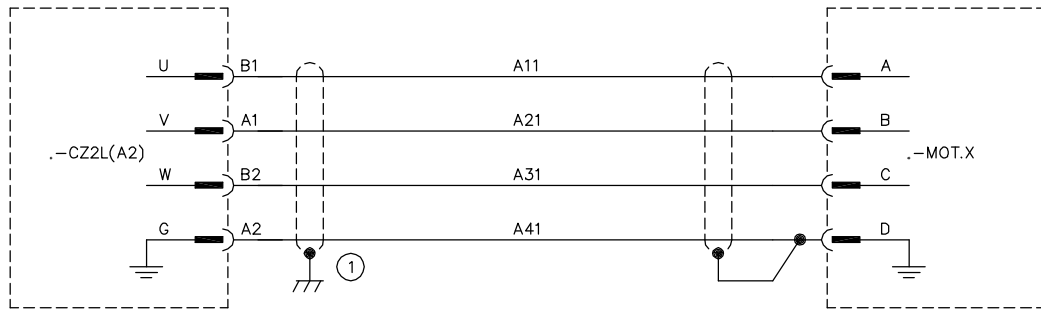 U B1 A11 A
V A1 A21 B
.-CZ2L(A2) .-MOT.X
W B2 A31 C
G A2 A41 D
1